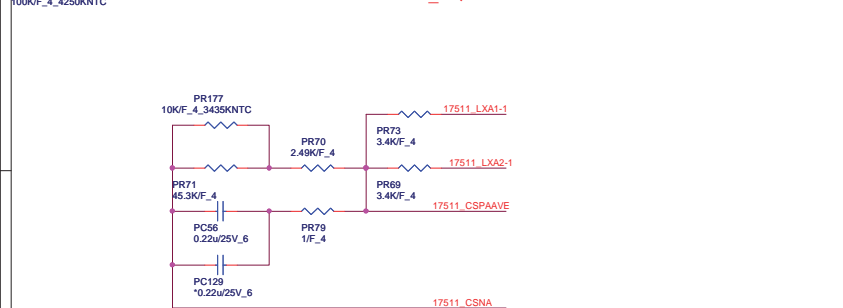 100K/F_4_4250KNTC
PR177
10K/F_4_3435KNTC
17511_LXA1-1
PR73
3.4K/F_4
PR70
2.49K/F_4
17511_LXA2-1
PR71
45.3K/F_4
PR69
3.4K/F_4
17511_CSPAAVE
PC56
0.22u/25V_6
PR79
1/F_4
PC129
*0.22u/25V_6
17511_CSNA